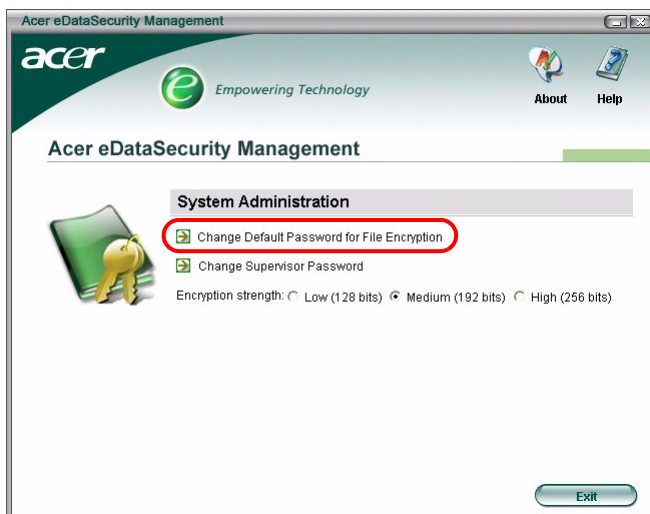 Acer eDataSecurity Management
acer
e Empowering Technology
About Help
Acer eDataSecurity Management
System Administration
Change Default Password for File Encryption
Change Supervisor Password
Encryption strength: Low (128 bits) Medium (192 bits) High (256 bits)
Exit